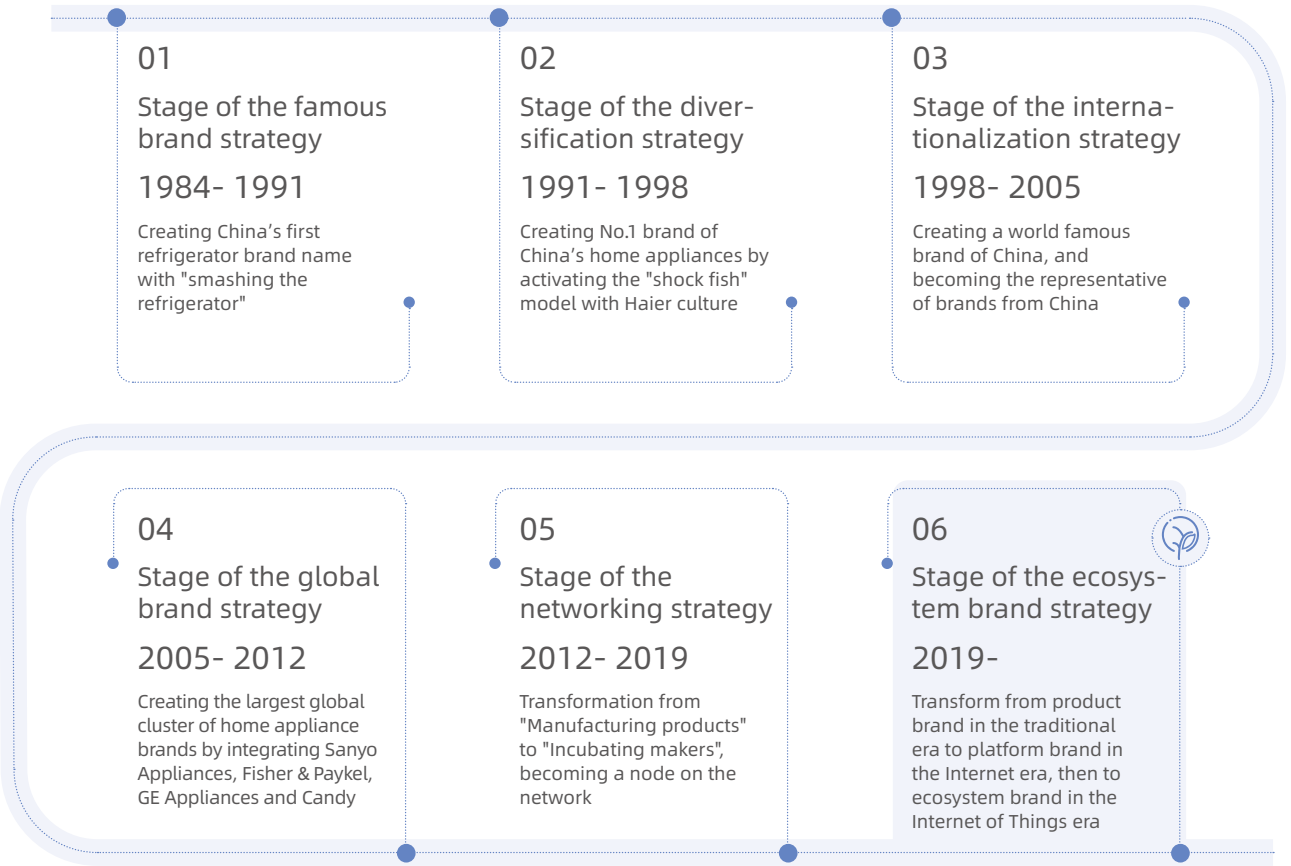 01
Stage of the famous
brand strategy
1984- 1991
Creating China's first
refrigerator brand name
with "smashing the
refrigerator"
02
Stage of the diver-
sification strategy
1991- 1998
Creating No.1 brand of
China's home appliances by
activating the "shock fish"
model with Haier culture
03
Stage of the interna-
tionalization strategy
1998- 2005
Creating a world famous
brand of China, and
becoming the representative
of brands from China
04
Stage of the global
brand strategy
2005- 2012
Creating the largest global
cluster of home appliance
brands by integrating Sanyo
Appliances, Fisher & Paykel,
GE Appliances and Candy
05
Stage of the
networking strategy
2012- 2019
Transformation from
"Manufacturing products"
to "Incubating makers",
becoming a node on the
network
06
Stage of the ecosys-
tem brand strategy
2019-
Transform from product
brand in the traditional
era to platform brand in
the Internet era, then to
ecosystem brand in the
Internet of Things era